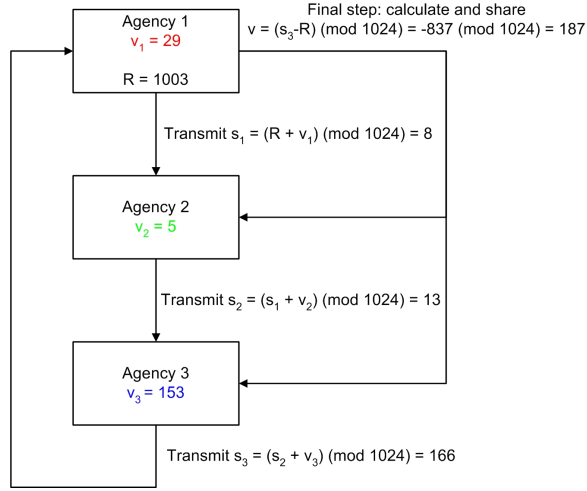 Final step: calculate and share
v = (s₃-R) (mod 1024) = -837 (mod 1024) = 187
Agency 1
v₁ = 29
R = 1003
Transmit s₁ = (R + v₁) (mod 1024) = 8
Agency 2
v₂ = 5
Transmit s₂ = (s₁ + v₂) (mod 1024) = 13
Agency 3
v₃ = 153
Transmit s₃ = (s₂ + v₃) (mod 1024) = 166